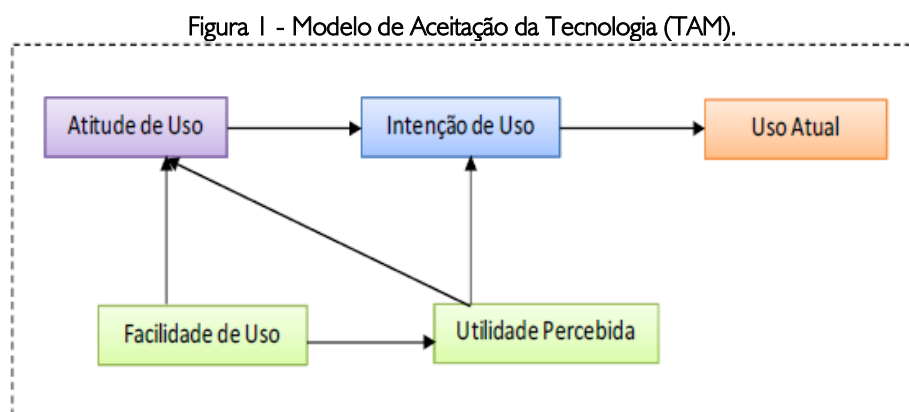 Figura 1 - Modelo de Aceitação da Tecnologia (TAM).
Atitude de Uso
Intenção de Uso
Uso Atual
Facilidade de Uso
Utilidade Percebida